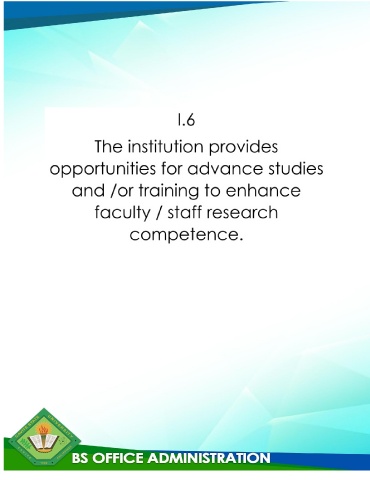 I.6
The institution provides
opportunities for advance studies
and /or training to enhance
faculty / staff research
competence.
BS OFFICE ADMINISTRATION